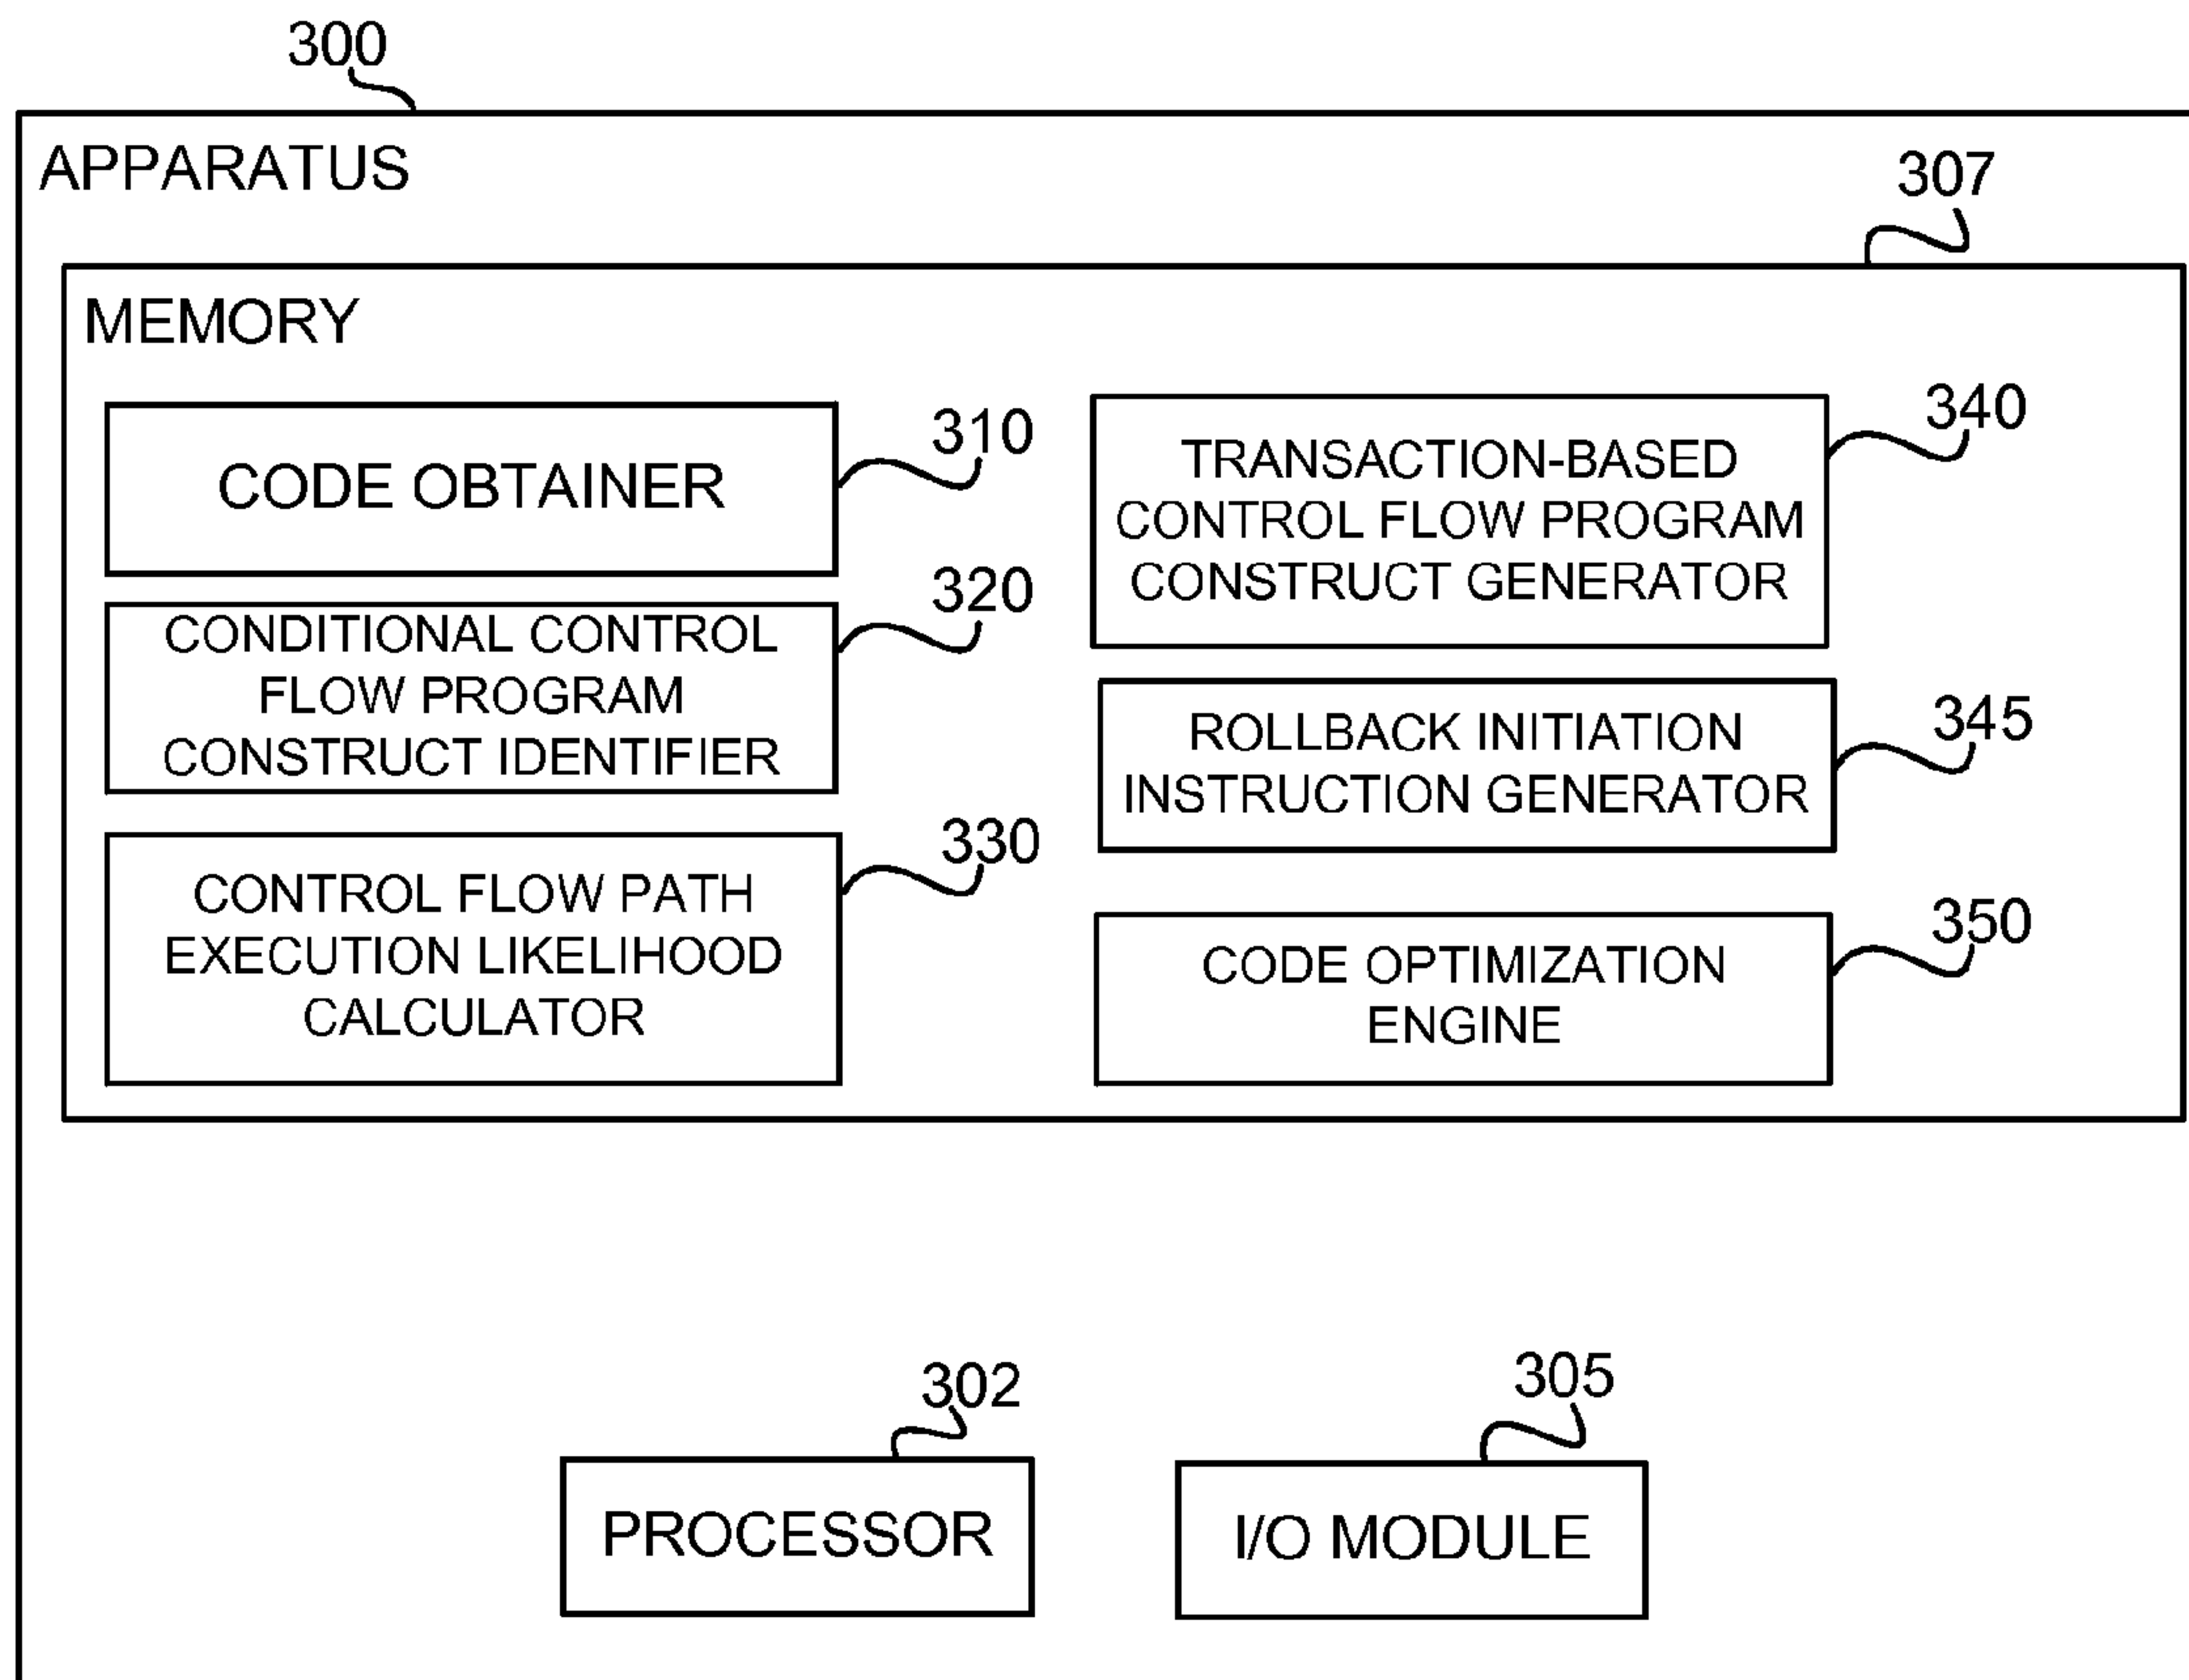 300
APPARATUS
307
MEMORY
CODE OBTAINER
310
CONDITIONAL CONTROL
FLOW PROGRAM
CONSTRUCT IDENTIFIER
320
CONTROL FLOW PATH
EXECUTION LIKELIHOOD
CALCULATOR
330
TRANSACTION-BASED
CONTROL FLOW PROGRAM
CONSTRUCT GENERATOR
340
ROLLBACK INITIATION
INSTRUCTION GENERATOR
345
CODE OPTIMIZATION
ENGINE
350
302
PROCESSOR
305
I/O MODULE